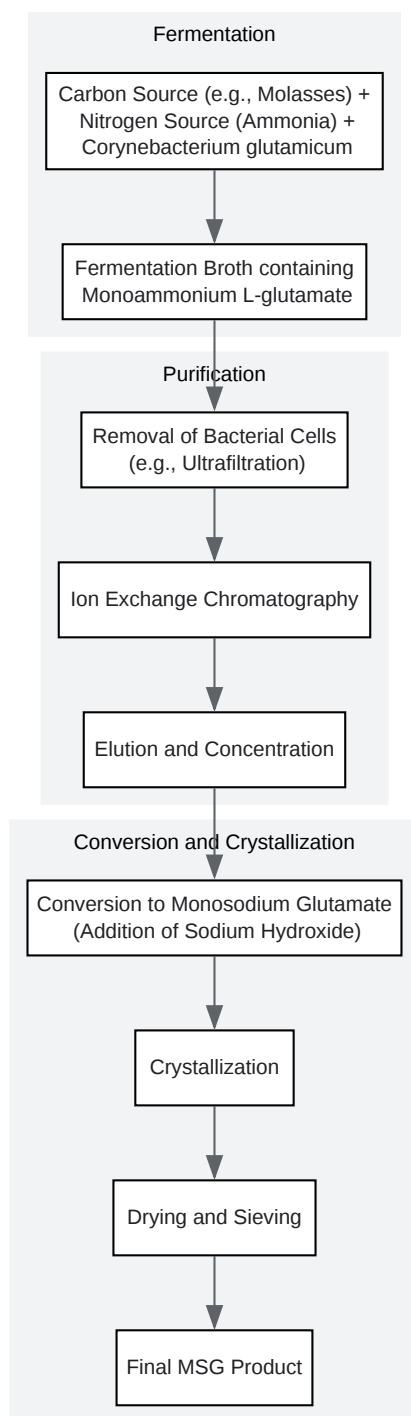 Fermentation
Carbon Source (e.g., Molasses) +
Nitrogen Source (Ammonia) +
Corynebacterium glutamicum
Fermentation Broth containing
Monoammonium L-glutamate
Purification
Removal of Bacterial Cells
(e.g., Ultrafiltration)
Ion Exchange Chromatography
Elution and Concentration
Conversion and Crystallization
Conversion to Monosodium Glutamate
(Addition of Sodium Hydroxide)
Crystallization
Drying and Sieving
Final MSG Product